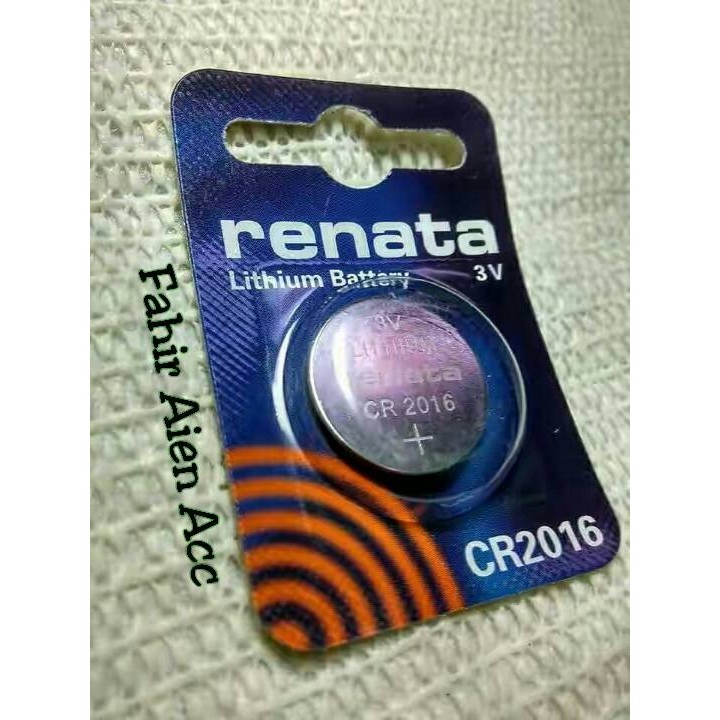 renata
Lithium Battery 3V
3V
LITHIUM
renata
CR 2016
+
CR2016
Fahir Aien Acc